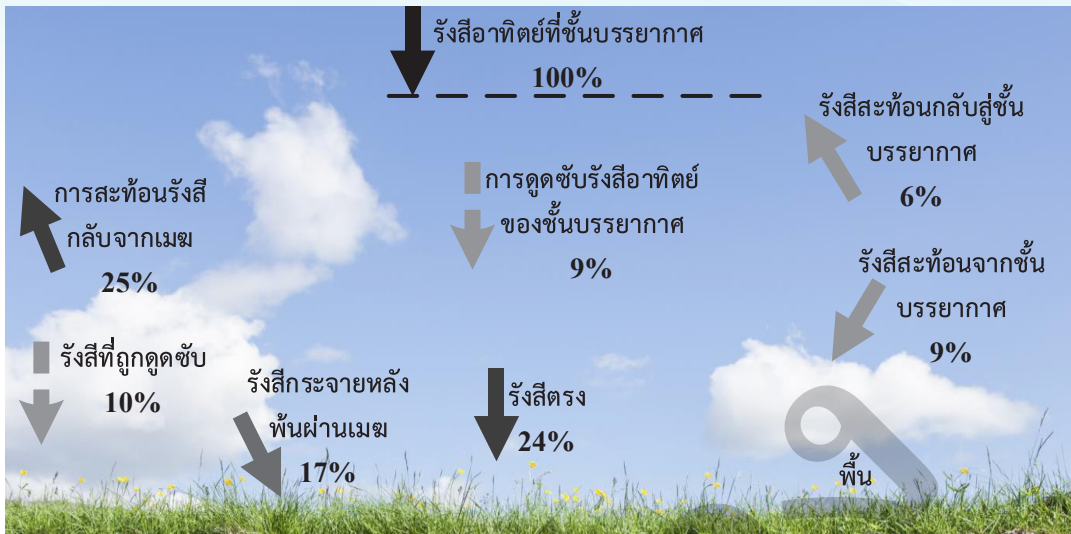 รังสีอาทิตย์ที่ชั้นบรรยากาศ
100%
รังสีสะท้อนกลับสู่ชั้น
บรรยากาศ
6%
การดูดซับรังสีอาทิตย์
ของชั้นบรรยากาศ
9%
การสะท้อนรังสี
กลับจากเมฆ
25%
รังสีสะท้อนจากชั้น
บรรยากาศ
9%
รังสีที่ถูกดูดซับ
10%
รังสีกระจายหลัง
พ้นผ่านเมฆ
17%
รังสีตรง
24%
พื้น